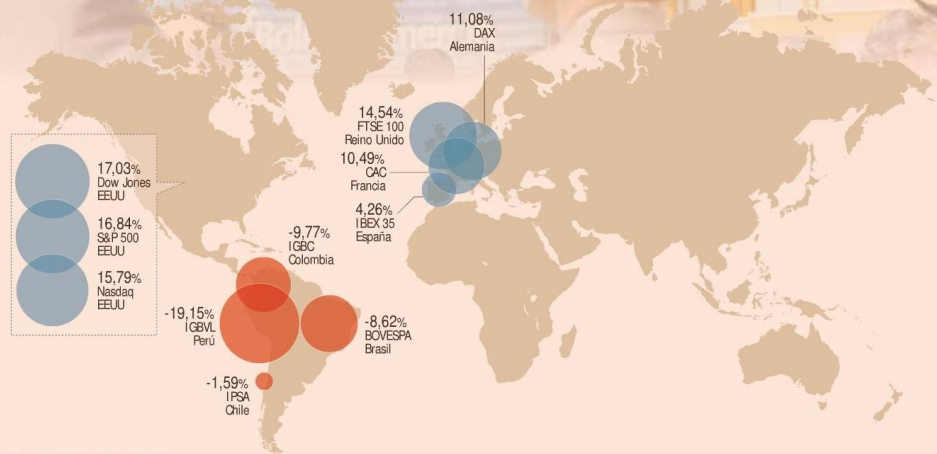 11,08%
DAX
Alemania
14,54%
FTSE 100
Reino Unido
10,49%
CAC
Francia
4,26%
IBEX 35
España
17,03%
Dow Jones
EEUU
16,84%
S&P 500
EEUU
15,79%
Nasdaq
EEUU
-9,77%
IGBC
Colombia
-19,15%
IGBVL
Perú
-8,62%
BOVESPA
Brasil
-1,59%
IPSA
Chile